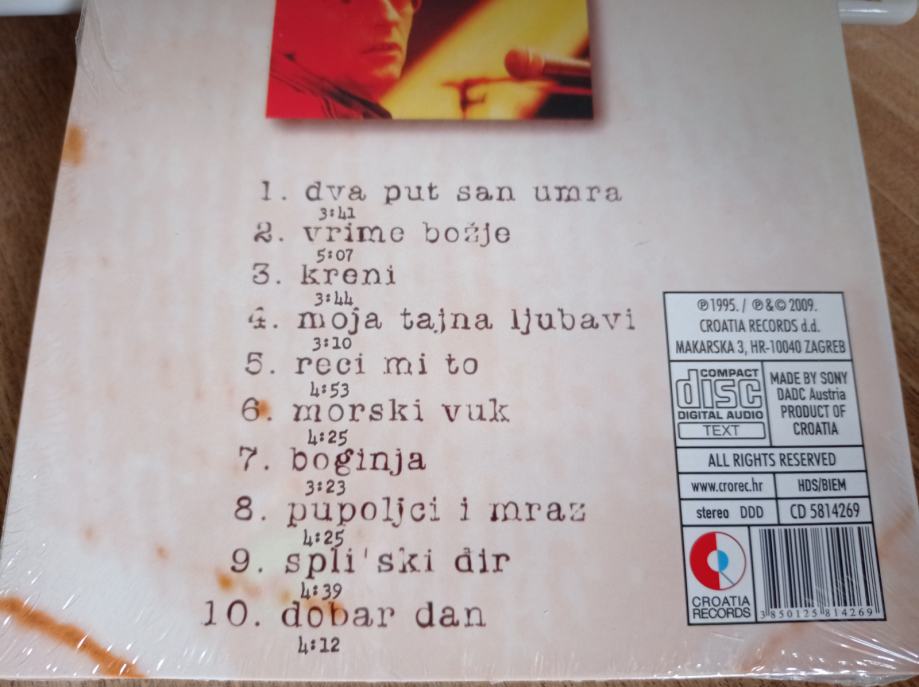 1. dva put san umra
3:41
2. vrime božje
5:07
3. kreni
3:44
4. moja tajna ljubavi
3:10
5. reci mi to
4:53
6. morski vuk
4:25
7. boginja
3:23
8. pupoljci i mraz
4:25
9. spli'ski đir
4:39
10. dobar dan
4:12
℗1995. / ℗&© 2009.
CROATIA RECORDS d.d.
MAKARSKA 3, HR-10040 ZAGREB
COMPACT
disc
DIGITAL AUDIO
TEXT
MADE BY SONY
DADC Austria
PRODUCT OF
CROATIA
ALL RIGHTS RESERVED
www.crorec.hr
HDS/BIEM
stereo DDD
CD 5814269
CROATIA
RECORDS
3 850125 814269